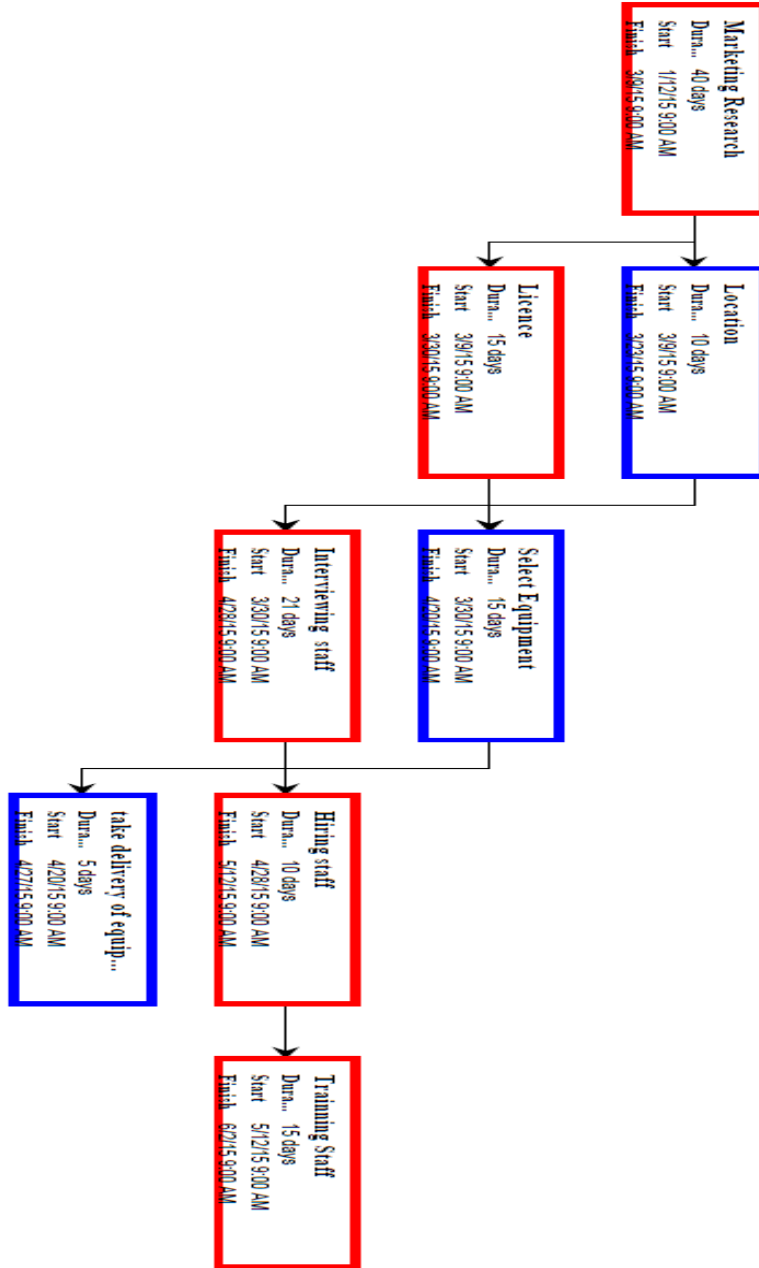 Marketing Research
Dura... 40 days
Start 1/12/15 9:00 AM
Finish 3/9/15 9:00 AM
Location
Dura... 10 days
Start 3/9/15 9:00 AM
Finish 3/23/15 9:00 AM
Licence
Dura... 15 days
Start 3/9/15 9:00 AM
Finish 3/30/15 9:00 AM
Select Equipment
Dura... 15 days
Start 3/30/15 9:00 AM
Finish 4/20/15 9:00 AM
Interviewing staff
Dura... 21 days
Start 3/30/15 9:00 AM
Finish 4/28/15 9:00 AM
Hiring staff
Dura... 10 days
Start 4/28/15 9:00 AM
Finish 5/12/15 9:00 AM
take delivery of equip...
Dura... 5 days
Start 4/20/15 9:00 AM
Finish 4/27/15 9:00 AM
Trainning Staff
Dura... 15 days
Start 5/12/15 9:00 AM
Finish 6/2/15 9:00 AM